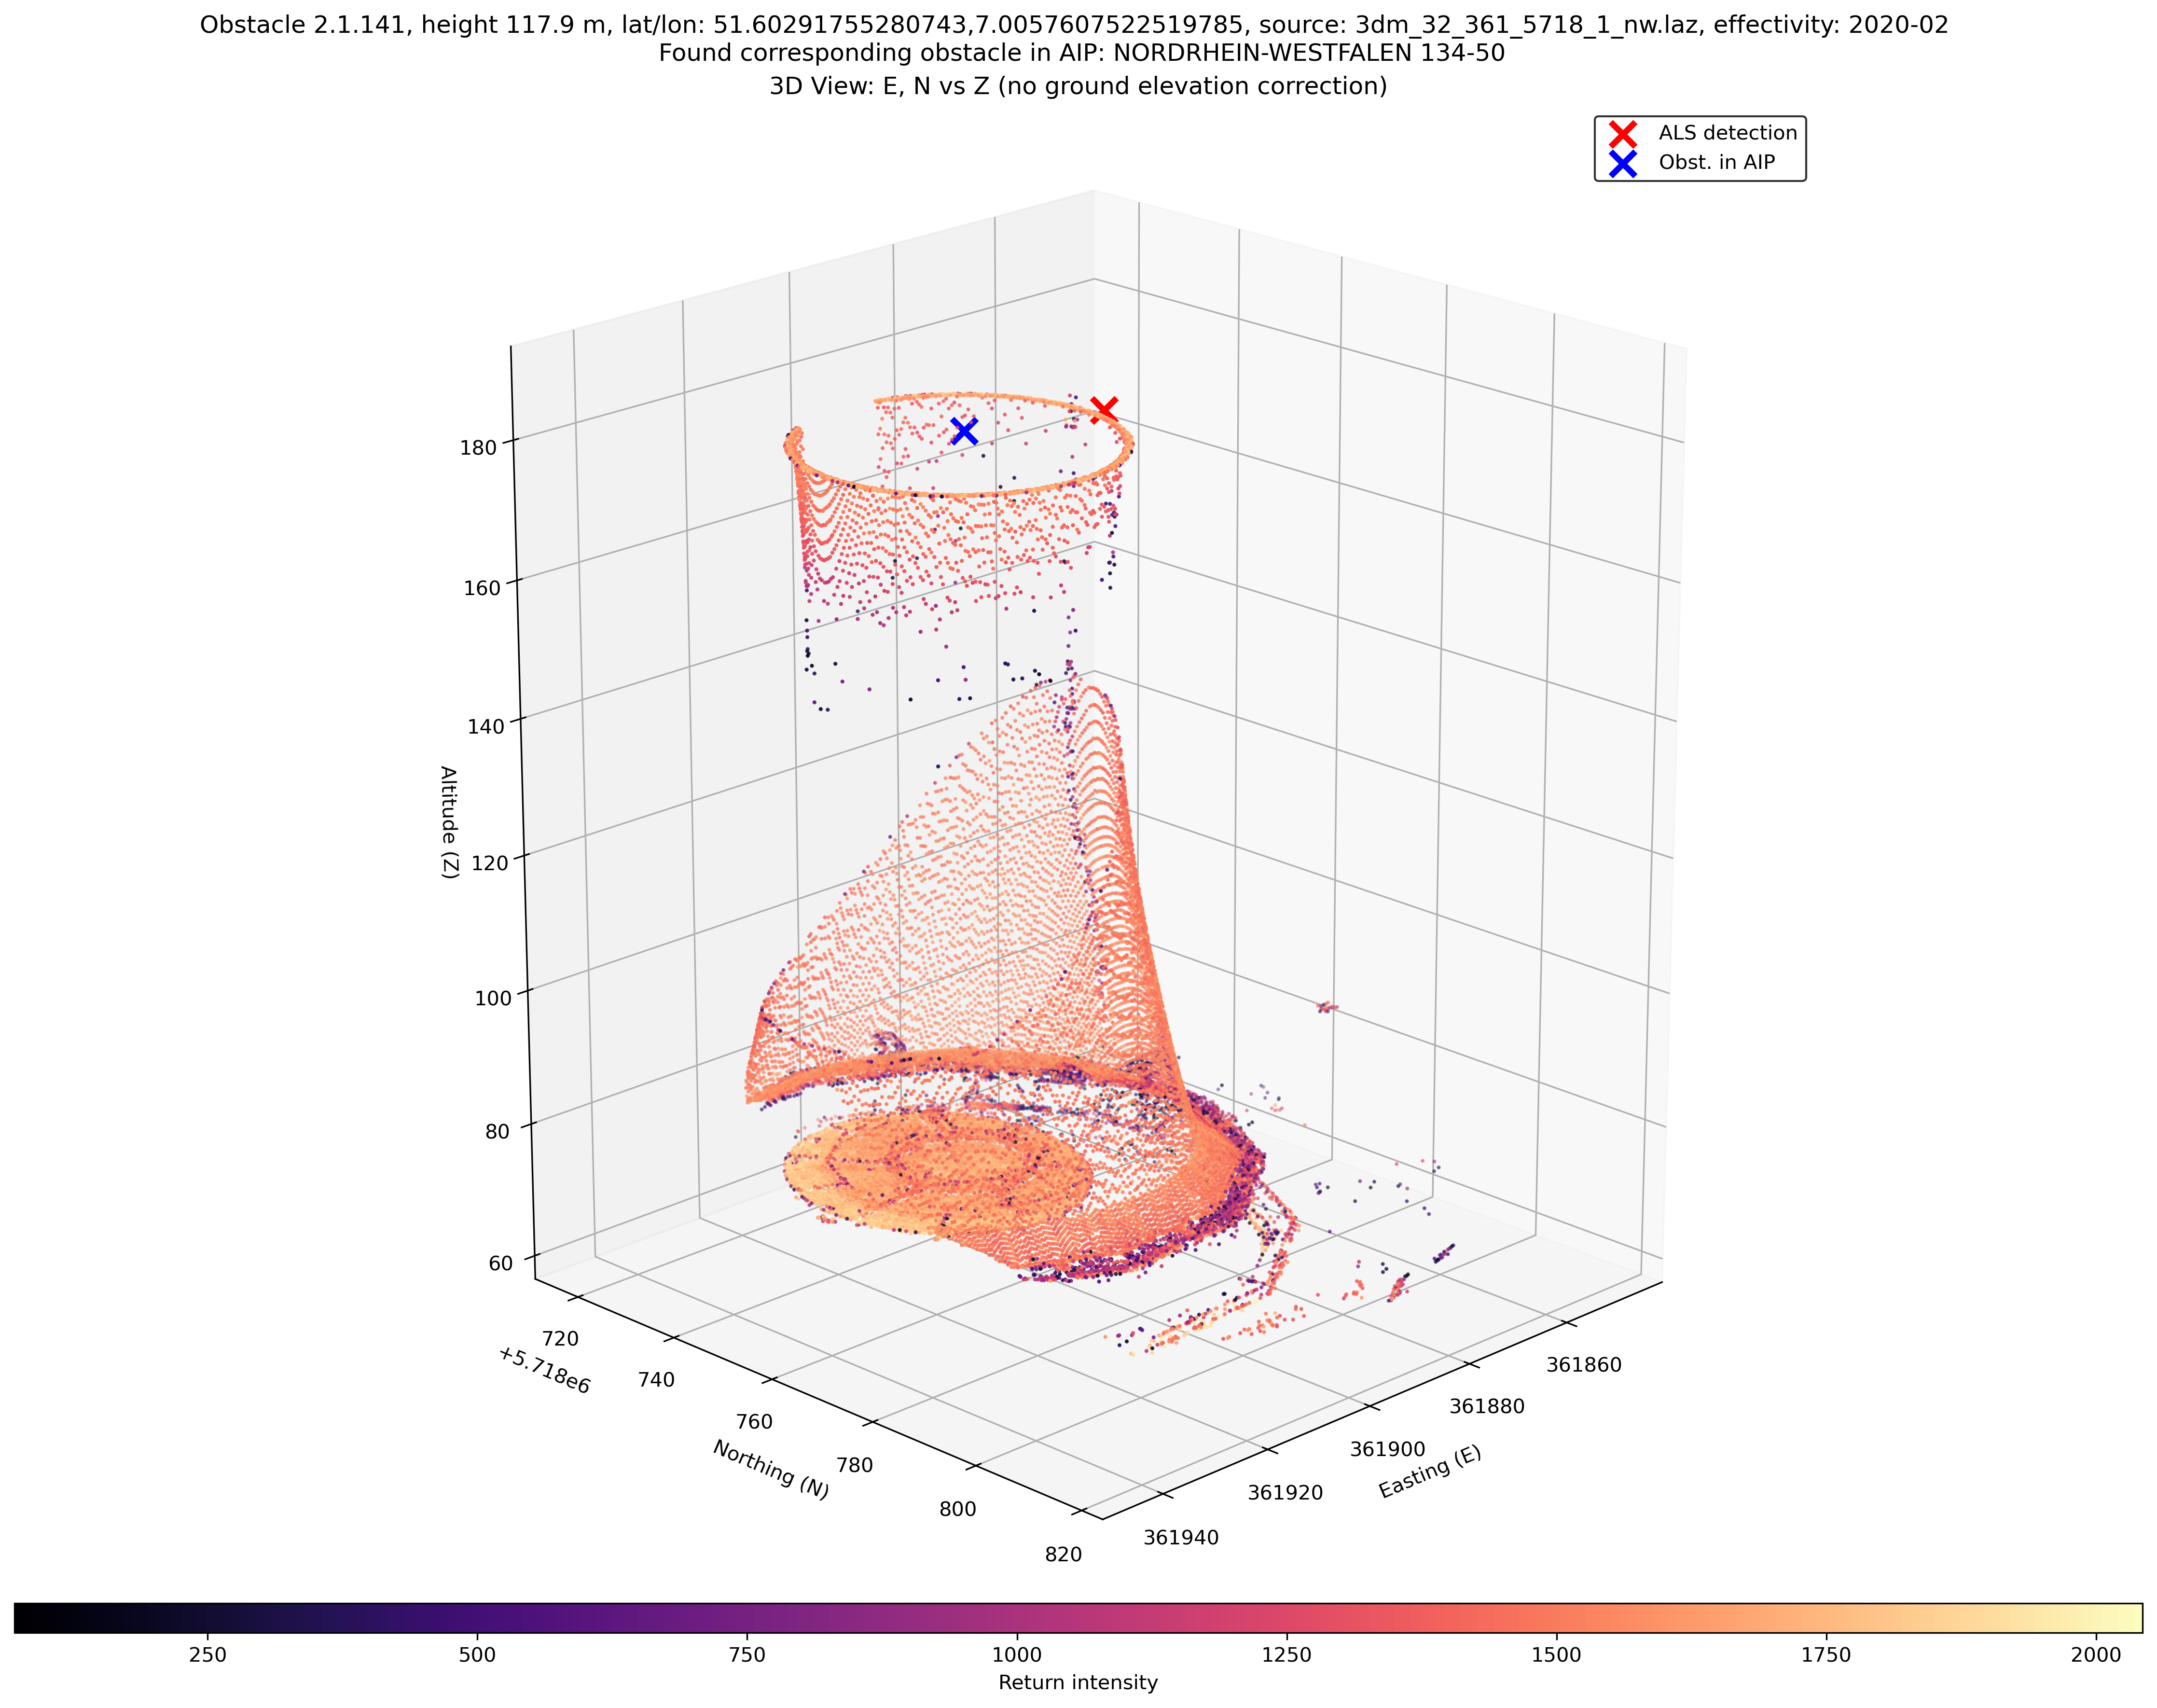 Obstacle 2.1.141, height 117.9 m, lat/lon: 51.60291755280743,7.0057607522519785, source: 3dm_32_361_5718_1_nw.laz, effectivity: 2020-02
Found corresponding obstacle in AIP: NORDRHEIN-WESTFALEN 134-50
3D View: E, N vs Z (no ground elevation correction)
ALS detection
Obst. in AIP
180
160
140
120
100
80
60
Altitude (Z)
720
740
760
780
800
820
+5.718e6
Northing (N)
361860
361880
361900
361920
361940
Easting (E)
250
500
750
1000
1250
1500
1750
2000
Return intensity